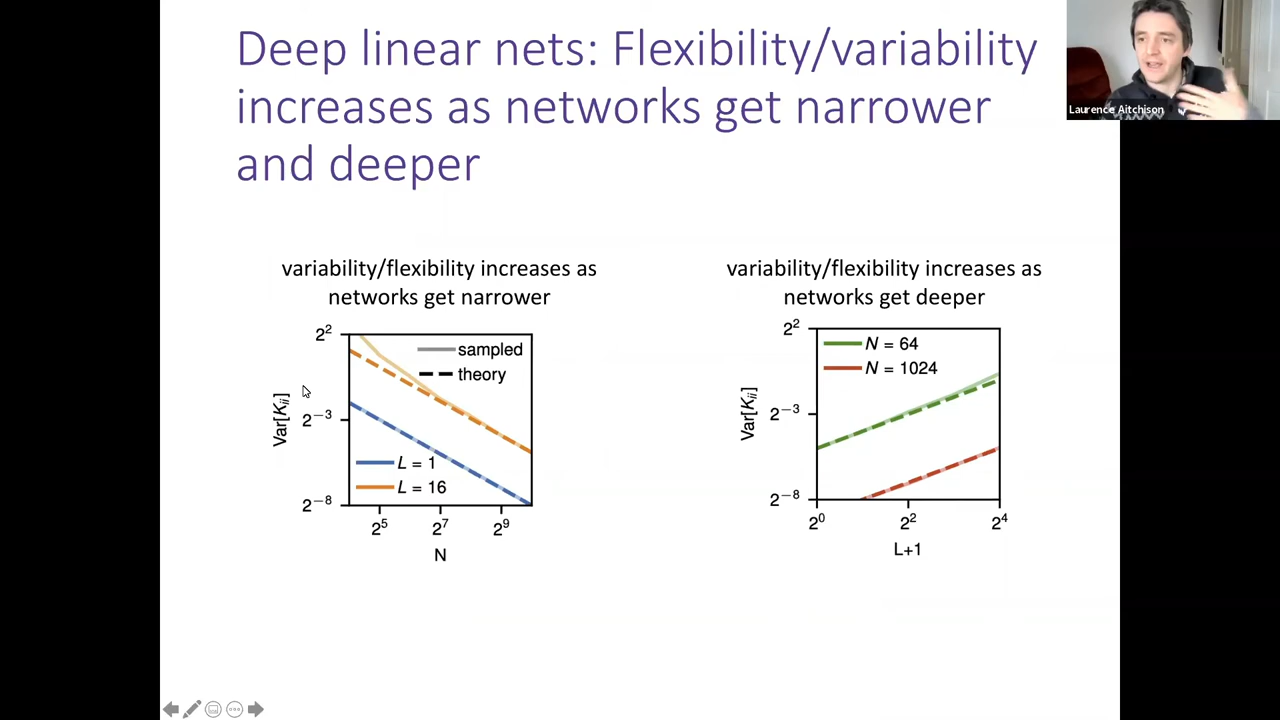 Deep linear nets: Flexibility/variability
increases as networks get narrower
and deeper
Laurence Aitchison
variability/flexibility increases as
networks get narrower
2²
2⁻³
2⁻⁸
Var[Kᵢᵢ]
sampled
theory
L = 1
L = 16
2⁵ 2⁷ 2⁹
N
variability/flexibility increases as
networks get deeper
2²
2⁻³
2⁻⁸
Var[Kᵢᵢ]
N = 64
N = 1024
2⁰ 2² 2⁴
L+1